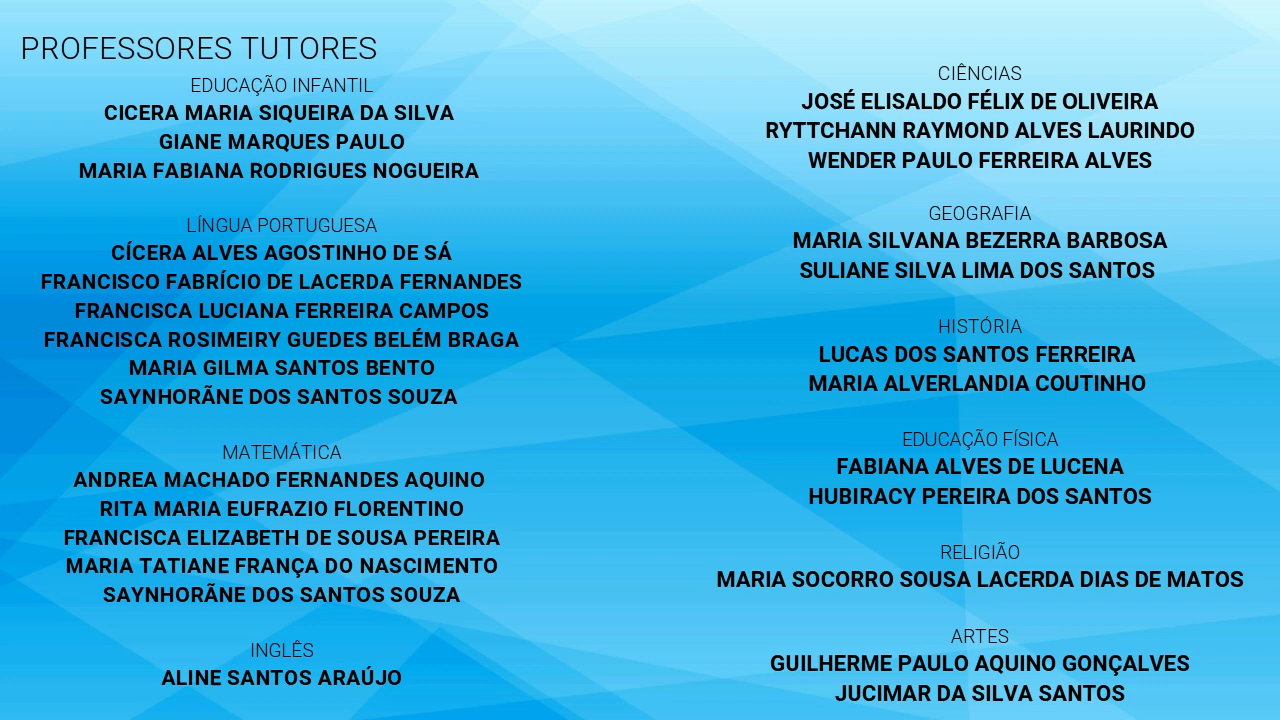 PROFESSORES TUTORES
EDUCAÇÃO INFANTIL
CICERA MARIA SIQUEIRA DA SILVA
GIANE MARQUES PAULO
MARIA FABIANA RODRIGUES NOGUEIRA
LÍNGUA PORTUGUESA
CÍCERA ALVES AGOSTINHO DE SÁ
FRANCISCO FABRÍCIO DE LACERDA FERNANDES
FRANCISCA LUCIANA FERREIRA CAMPOS
FRANCISCA ROSIMEIRY GUEDES BELÉM BRAGA
MARIA GILMA SANTOS BENTO
SAYNHORÃNE DOS SANTOS SOUZA
MATEMÁTICA
ANDREA MACHADO FERNANDES AQUINO
RITA MARIA EUFRAZIO FLORENTINO
FRANCISCA ELIZABETH DE SOUSA PEREIRA
MARIA TATIANE FRANÇA DO NASCIMENTO
SAYNHORÃNE DOS SANTOS SOUZA
INGLÊS
ALINE SANTOS ARAÚJO
CIÊNCIAS
JOSÉ ELISALDO FÉLIX DE OLIVEIRA
RYTTCHANN RAYMOND ALVES LAURINDO
WENDER PAULO FERREIRA ALVES
GEOGRAFIA
MARIA SILVANA BEZERRA BARBOSA
SULIANE SILVA LIMA DOS SANTOS
HISTÓRIA
LUCAS DOS SANTOS FERREIRA
MARIA ALVERLANDIA COUTINHO
EDUCAÇÃO FÍSICA
FABIANA ALVES DE LUCENA
HUBIRACY PEREIRA DOS SANTOS
RELIGIÃO
MARIA SOCORRO SOUSA LACERDA DIAS DE MATOS
ARTES
GUILHERME PAULO AQUINO GONÇALVES
JUCIMAR DA SILVA SANTOS